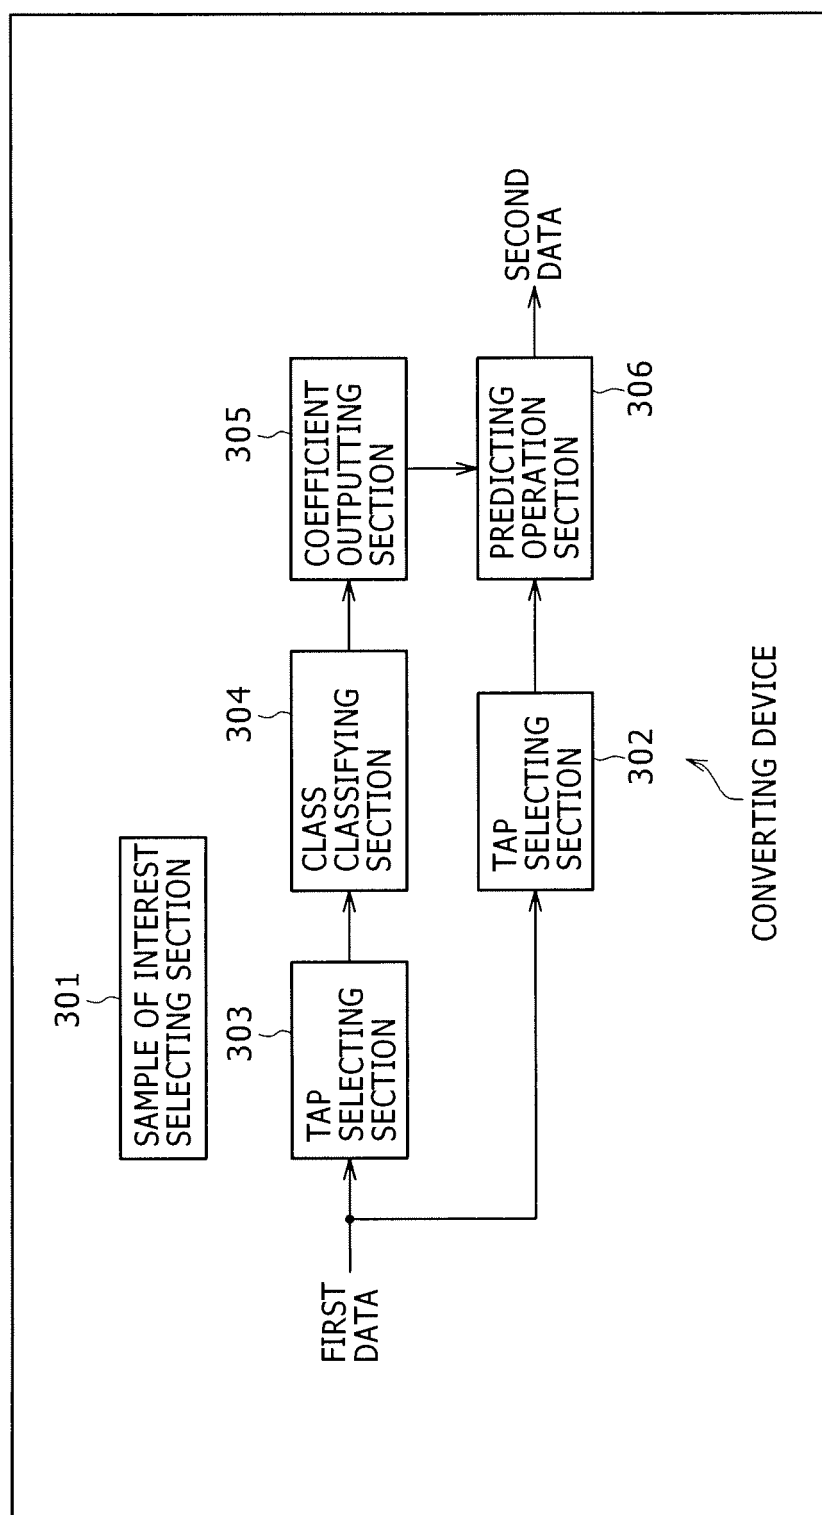 301
SAMPLE OF INTEREST
SELECTING SECTION
303
TAP
SELECTING
SECTION
304
CLASS
CLASSIFYING
SECTION
305
COEFFICIENT
OUTPUTTING
SECTION
FIRST
DATA
TAP
SELECTING
SECTION
302
PREDICTING
OPERATION
SECTION
306
SECOND
DATA
CONVERTING DEVICE